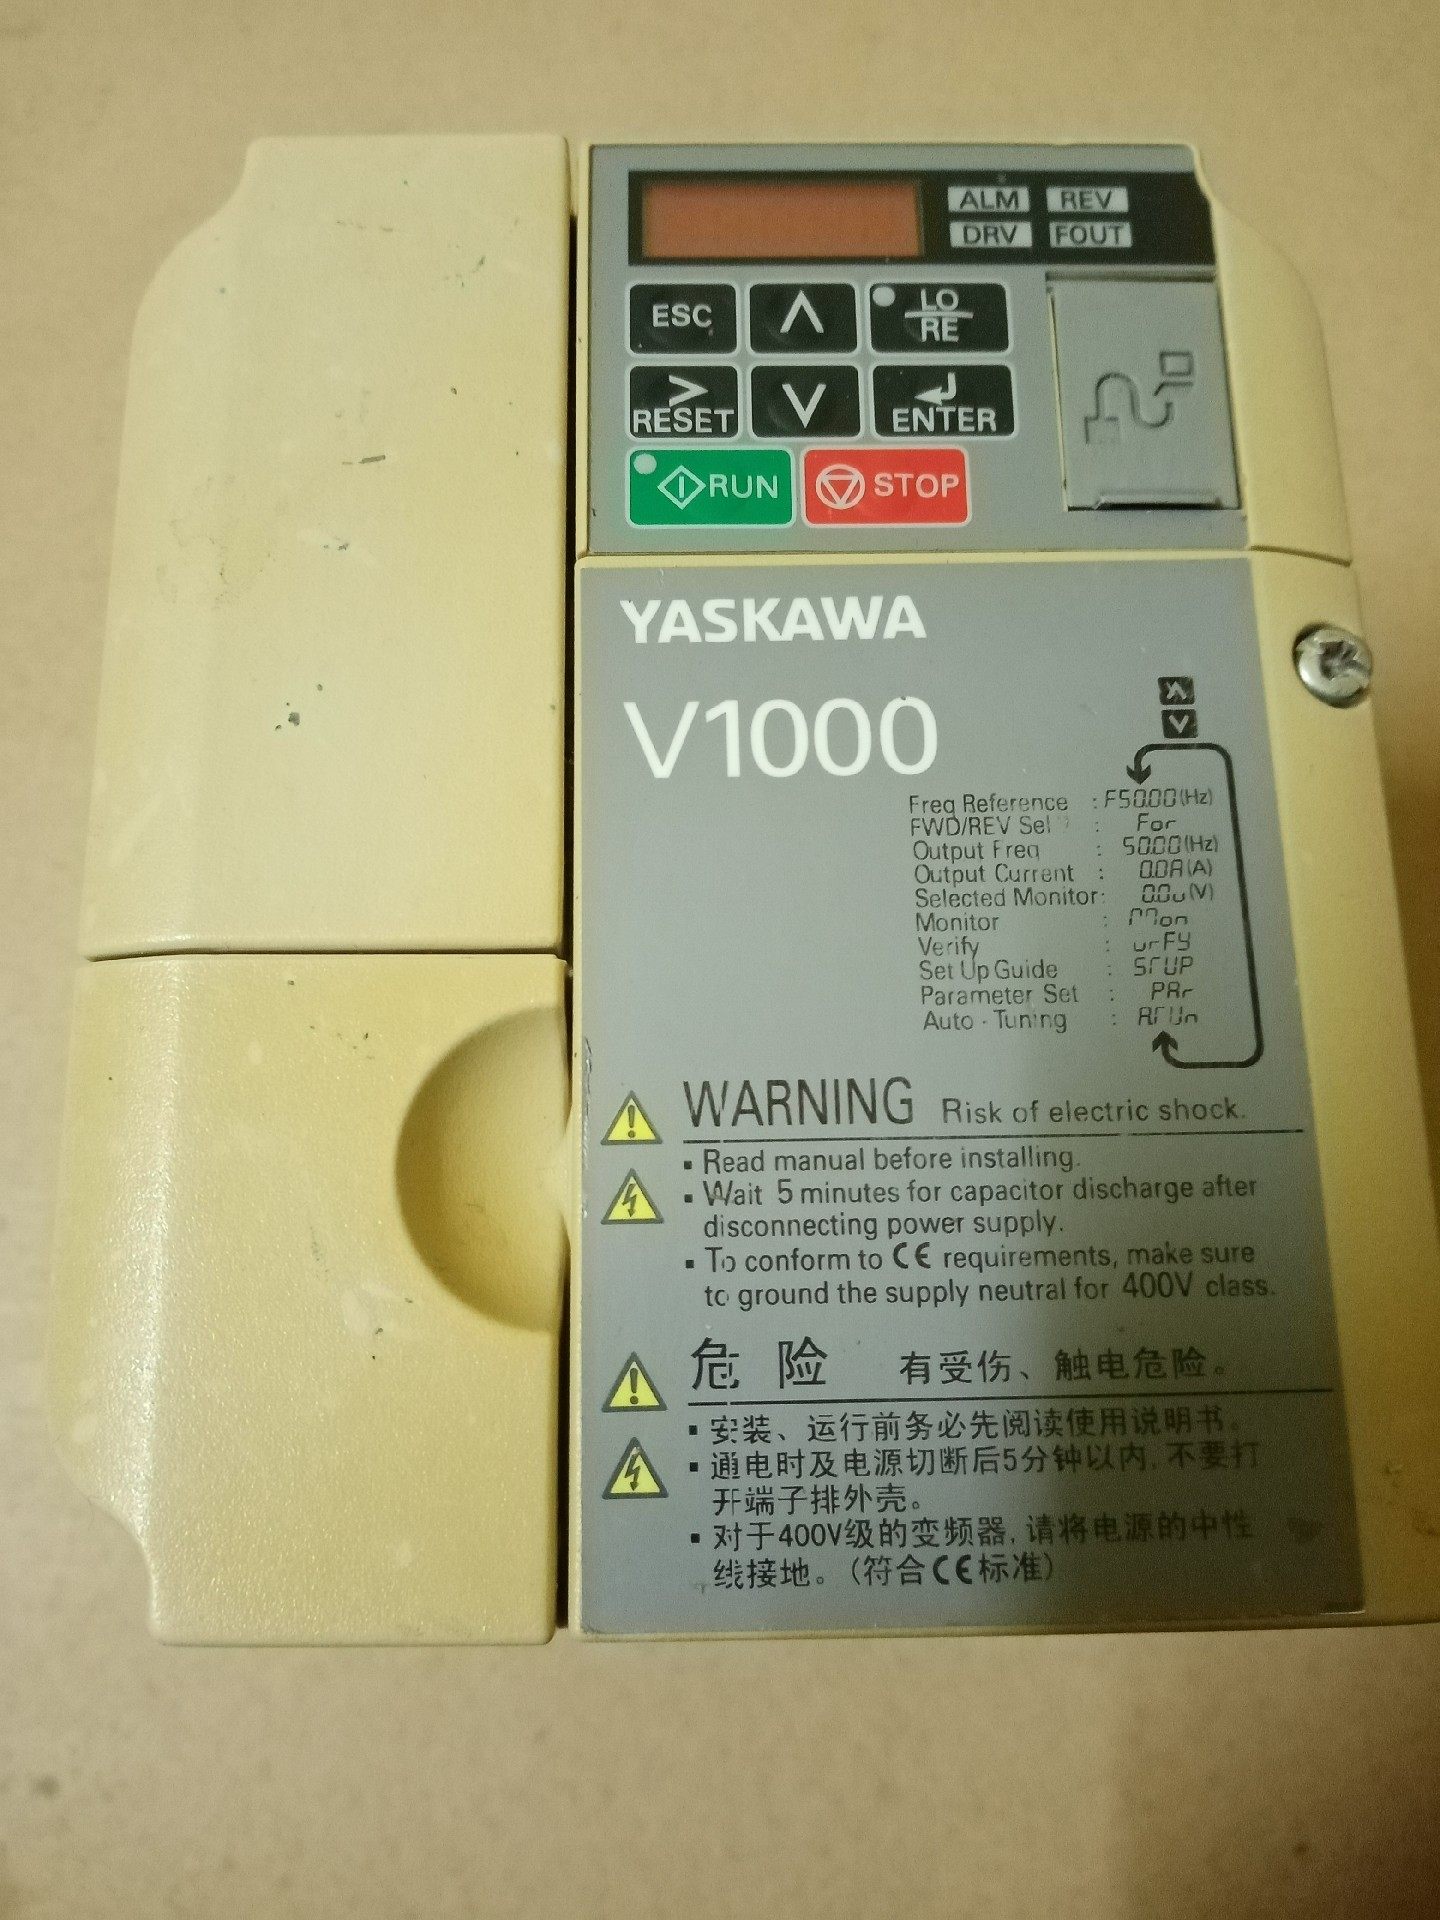 ALM REV
DRV FOUT
ESC
LO
RE
RESET
ENTER
RUN STOP
YASKAWA
V1000
Freq Reference : F50.00(Hz)
FWD/REV Sel : For
Output Freq : 50.00(Hz)
Output Current : 0.0A(A)
Selected Monitor: 0.0v(V)
Monitor : Mon
Verify : vrFY
Set Up Guide : STUP
Parameter Set : PAr
Auto-Tuning : ATUn
WARNING Risk of electric shock.
▪ Read manual before installing.
▪ Wait 5 minutes for capacitor discharge after
disconnecting power supply.
▪ To conform to CE requirements, make sure
to ground the supply neutral for 400V class.
危 险 有受伤、触电危险。
▪ 安装、运行前务必先阅读使用说明书。
▪ 通电时及电源切断后5分钟以内,不要打
开端子排外壳。
▪ 对于400V级的变频器,请将电源的中性
线接地。(符合CE标准)